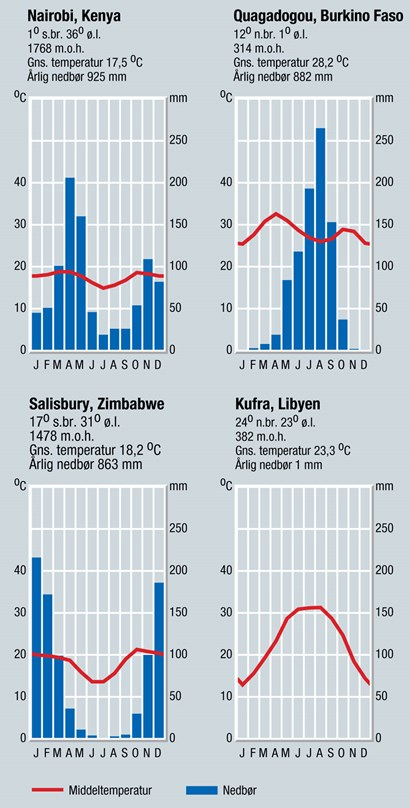 Nairobi, Kenya
1⁰ s.br. 36⁰ ø.l.
1768 m.o.h.
Gns. temperatur 17,5 ⁰C
Årlig nedbør 925 mm
⁰C mm
250
40 200
30 150
20 100
10 50
0 0
J F M A M J J A S O N D
Quagadogou, Burkino Faso
12⁰ n.br. 1⁰ ø.l.
314 m.o.h.
Gns. temperatur 28,2 ⁰C
Årlig nedbør 882 mm
⁰C mm
250
40 200
30 150
20 100
10 50
0 0
J F M A M J J A S O N D
Salisbury, Zimbabwe
17⁰ s.br. 31⁰ ø.l.
1478 m.o.h.
Gns. temperatur 18,2 ⁰C
Årlig nedbør 863 mm
⁰C mm
250
40 200
30 150
20 100
10 50
0 0
J F M A M J J A S O N D
Kufra, Libyen
24⁰ n.br. 23⁰ ø.l.
382 m.o.h.
Gns. temperatur 23,3 ⁰C
Årlig nedbør 1 mm
⁰C mm
250
40 200
30 150
20 100
10 50
0 0
J F M A M J J A S O N D
Middeltemperatur Nedbør